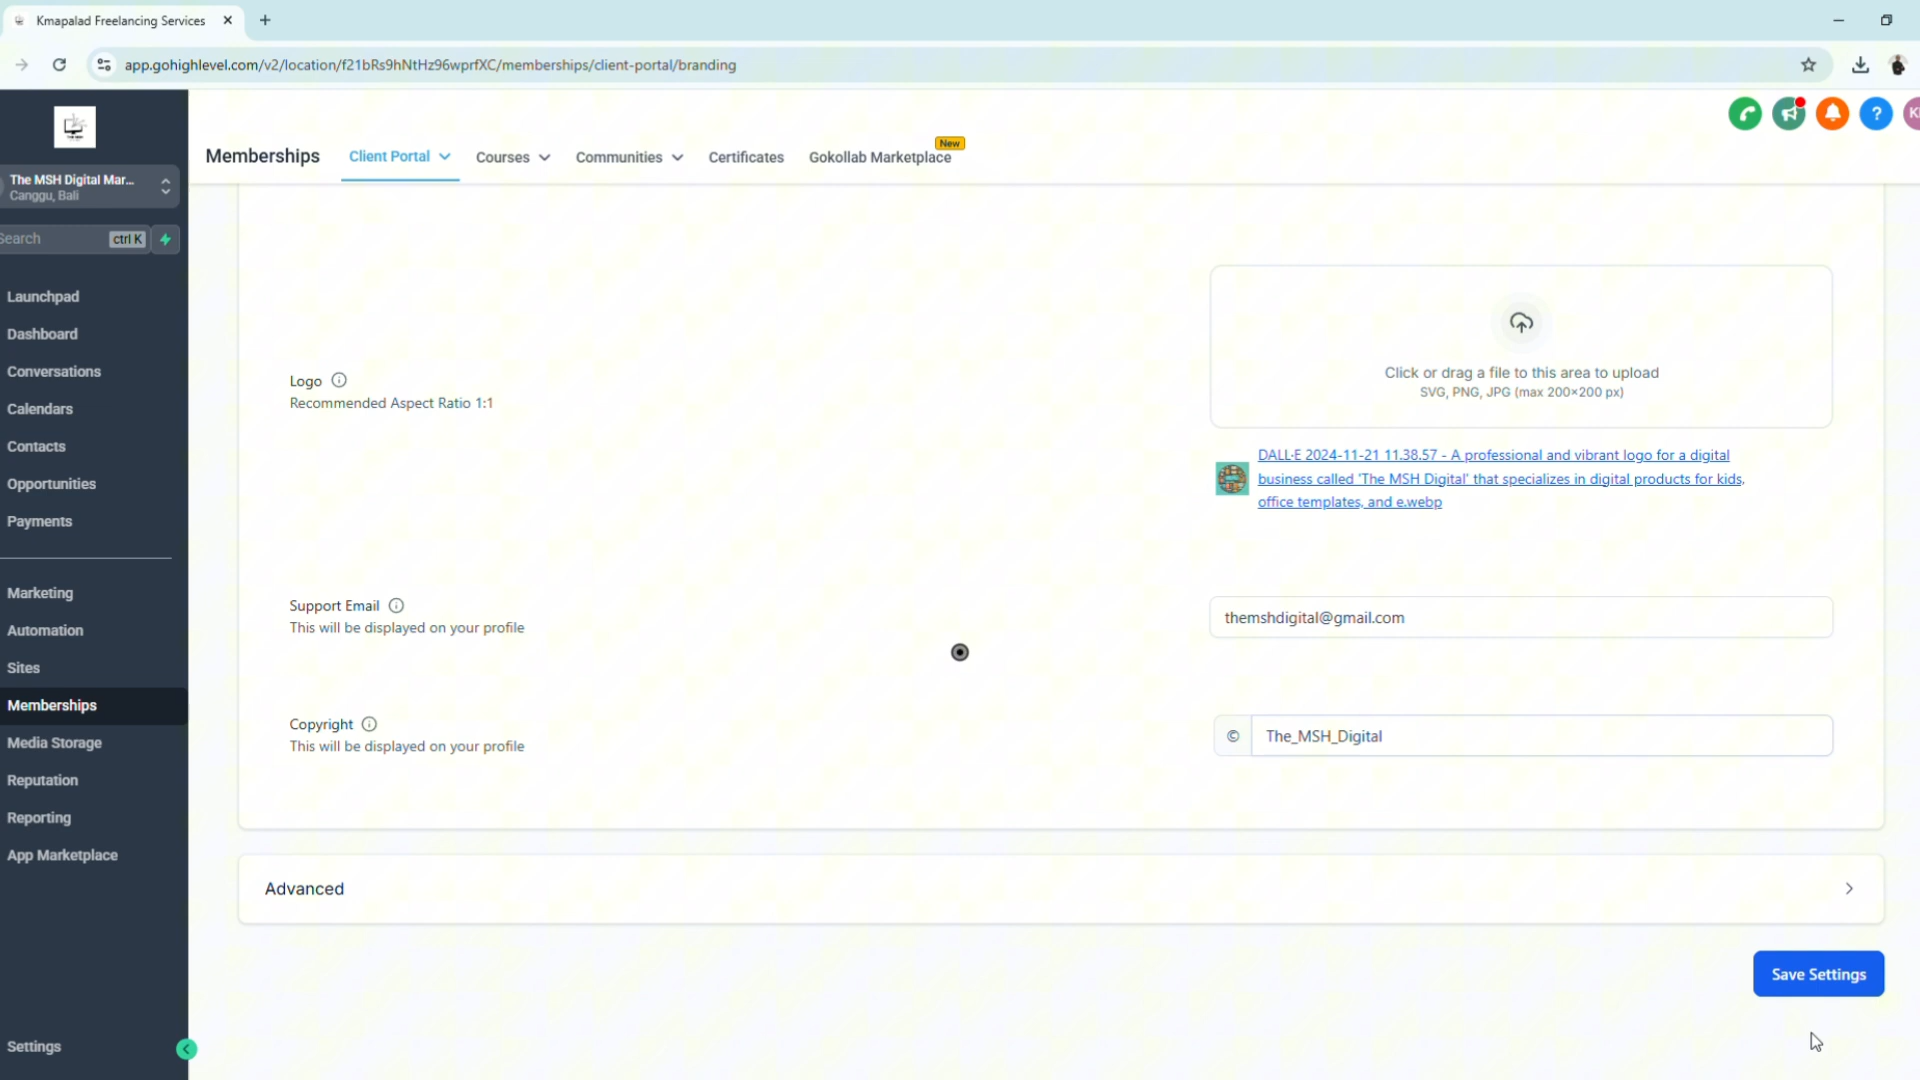 Kmapalad Freelancing Services
app.gohighlevel.com/v2/location/f21bRs9hNtHz96wprfXC/memberships/client-portal/branding
The MSH Digital Mar...
Canggu, Bali
Search
ctrl K
Launchpad
Dashboard
Conversations
Calendars
Contacts
Opportunities
Payments
Marketing
Automation
Sites
Memberships
Media Storage
Reputation
Reporting
App Marketplace
Settings
Memberships
Client Portal
Courses
Communities
Certificates
Gokollab Marketplace
New
Logo
Recommended Aspect Ratio 1:1
Click or drag a file to this area to upload
SVG, PNG, JPG (max 200×200 px)
DALL·E 2024-11-21 11.38.57 - A professional and vibrant logo for a digital
business called 'The MSH Digital' that specializes in digital products for kids,
office templates, and e.webp
Support Email
This will be displayed on your profile
themshdigital@gmail.com
Copyright
This will be displayed on your profile
© The_MSH_Digital
Advanced
Save Settings